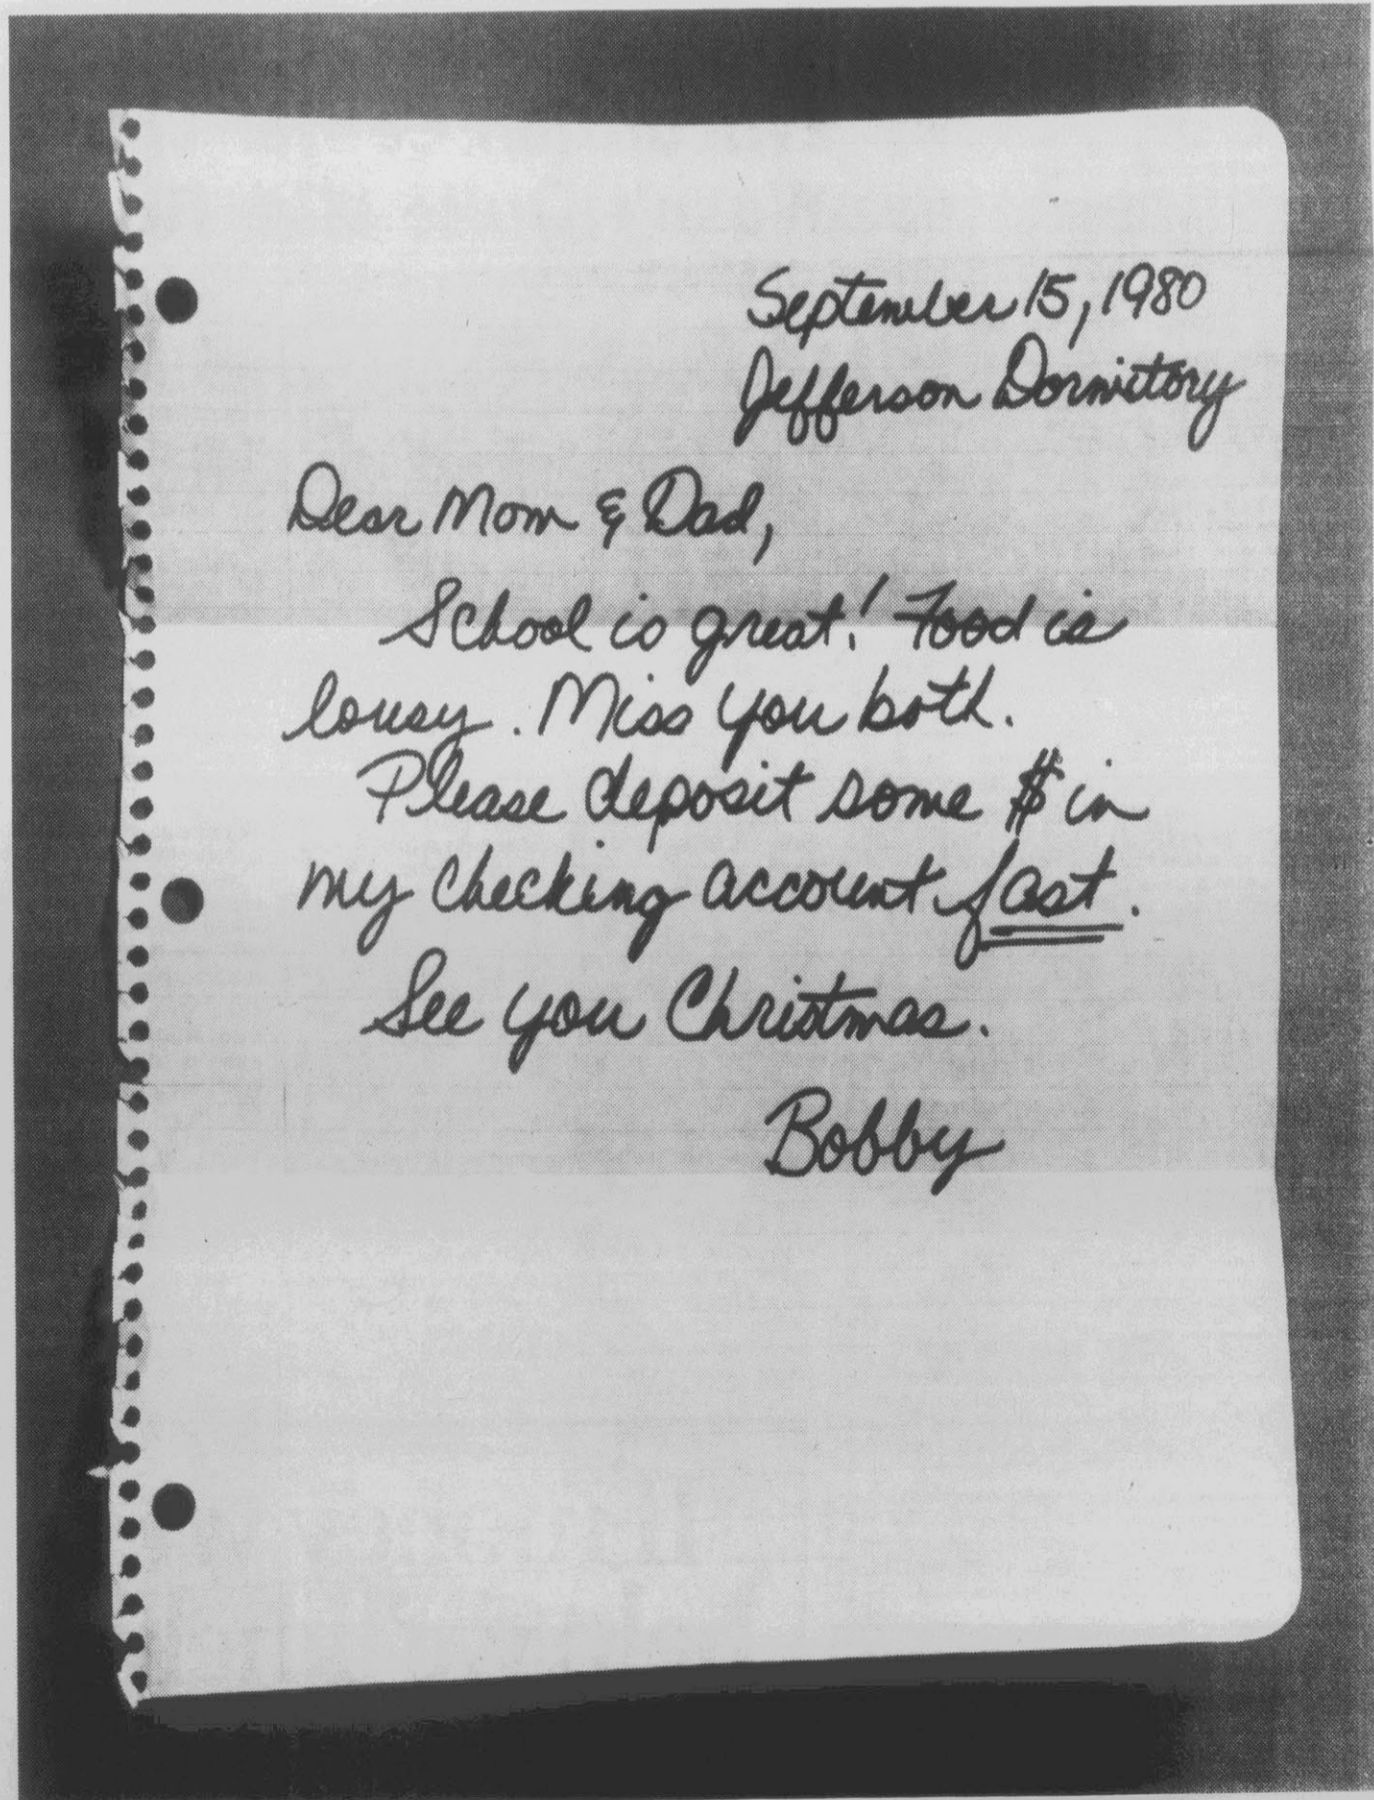 September 15, 1980
Jefferson Dormitory
Dear Mom & Dad,
School is great! Food is
lousy. Miss you both.
Please deposit some $ in
my checking account fast.
See you Christmas.
Bobby